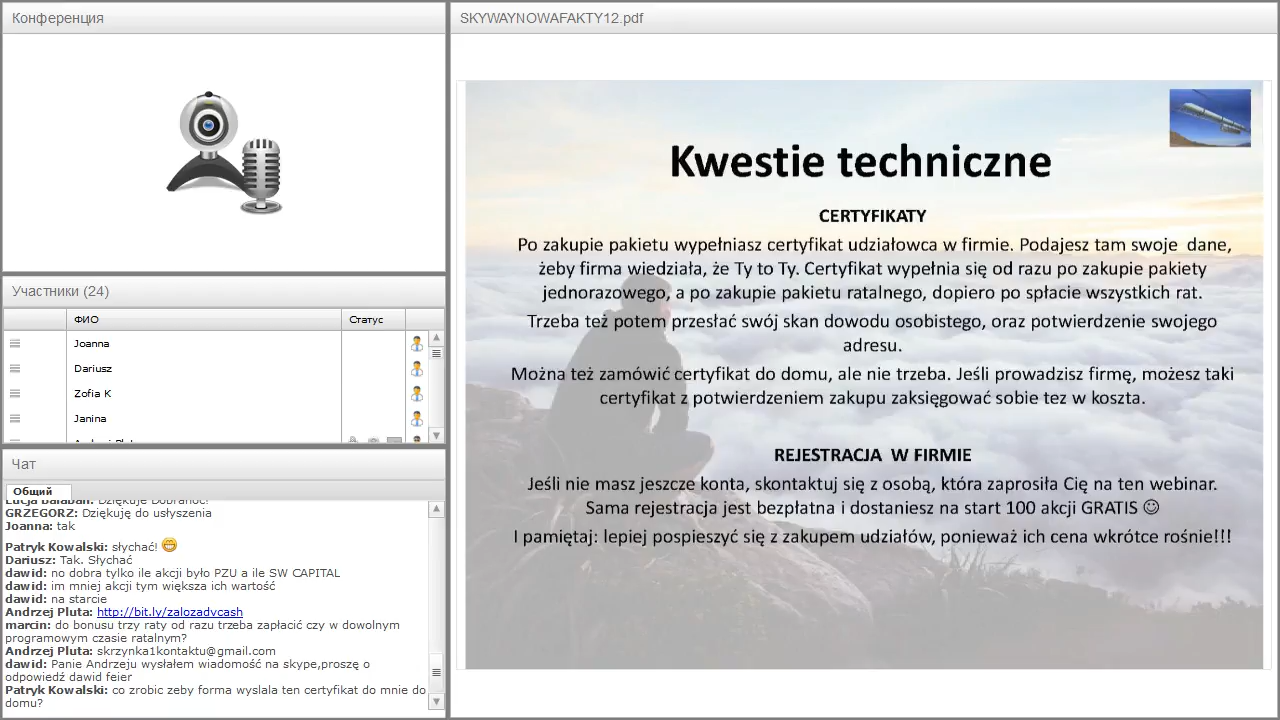 Конференция
SKYWAYNOWAFAKTY12.pdf
Участники (24)
ФИО
Статус
Joanna
Dariusz
Zofia K
Janina
Чат
Общий
GRZEGORZ: Dziękuję do usłyszenia
Joanna: tak
Patryk Kowalski: słychać!
Dariusz: Tak. Słychać
dawid: no dobra tylko ile akcji było PZU a ile SW CAPITAL
dawid: im mniej akcji tym większa ich wartość
dawid: na starcie
Andrzej Pluta: http://bit.ly/zalozadvcash
marcin: do bonusu trzy raty od razu trzeba zapłacić czy w dowolnym
programowym czasie ratalnym?
Andrzej Pluta: skrzynka1kontaktu@gmail.com
dawid: Panie Andrzeju wysłałem wiadomość na skype,proszę o
odpowiedź dawid feier
Patryk Kowalski: co zrobic zeby forma wyslala ten certyfikat do mnie do
domu?
Kwestie techniczne
CERTYFIKATY
Po zakupie pakietu wypełniasz certyfikat udziałowca w firmie. Podajesz tam swoje dane,
żeby firma wiedziała, że Ty to Ty. Certyfikat wypełnia się od razu po zakupie pakiety
jednorazowego, a po zakupie pakietu ratalnego, dopiero po spłacie wszystkich rat.
Trzeba też potem przesłać swój skan dowodu osobistego, oraz potwierdzenie swojego
adresu.
Można też zamówić certyfikat do domu, ale nie trzeba. Jeśli prowadzisz firmę, możesz taki
certyfikat z potwierdzeniem zakupu zaksięgować sobie tez w koszta.
REJESTRACJA W FIRMIE
Jeśli nie masz jeszcze konta, skontaktuj się z osobą, która zaprosiła Cię na ten webinar.
Sama rejestracja jest bezpłatna i dostaniesz na start 100 akcji GRATIS ☺
I pamiętaj: lepiej pospieszyć się z zakupem udziałów, ponieważ ich cena wkrótce rośnie!!!